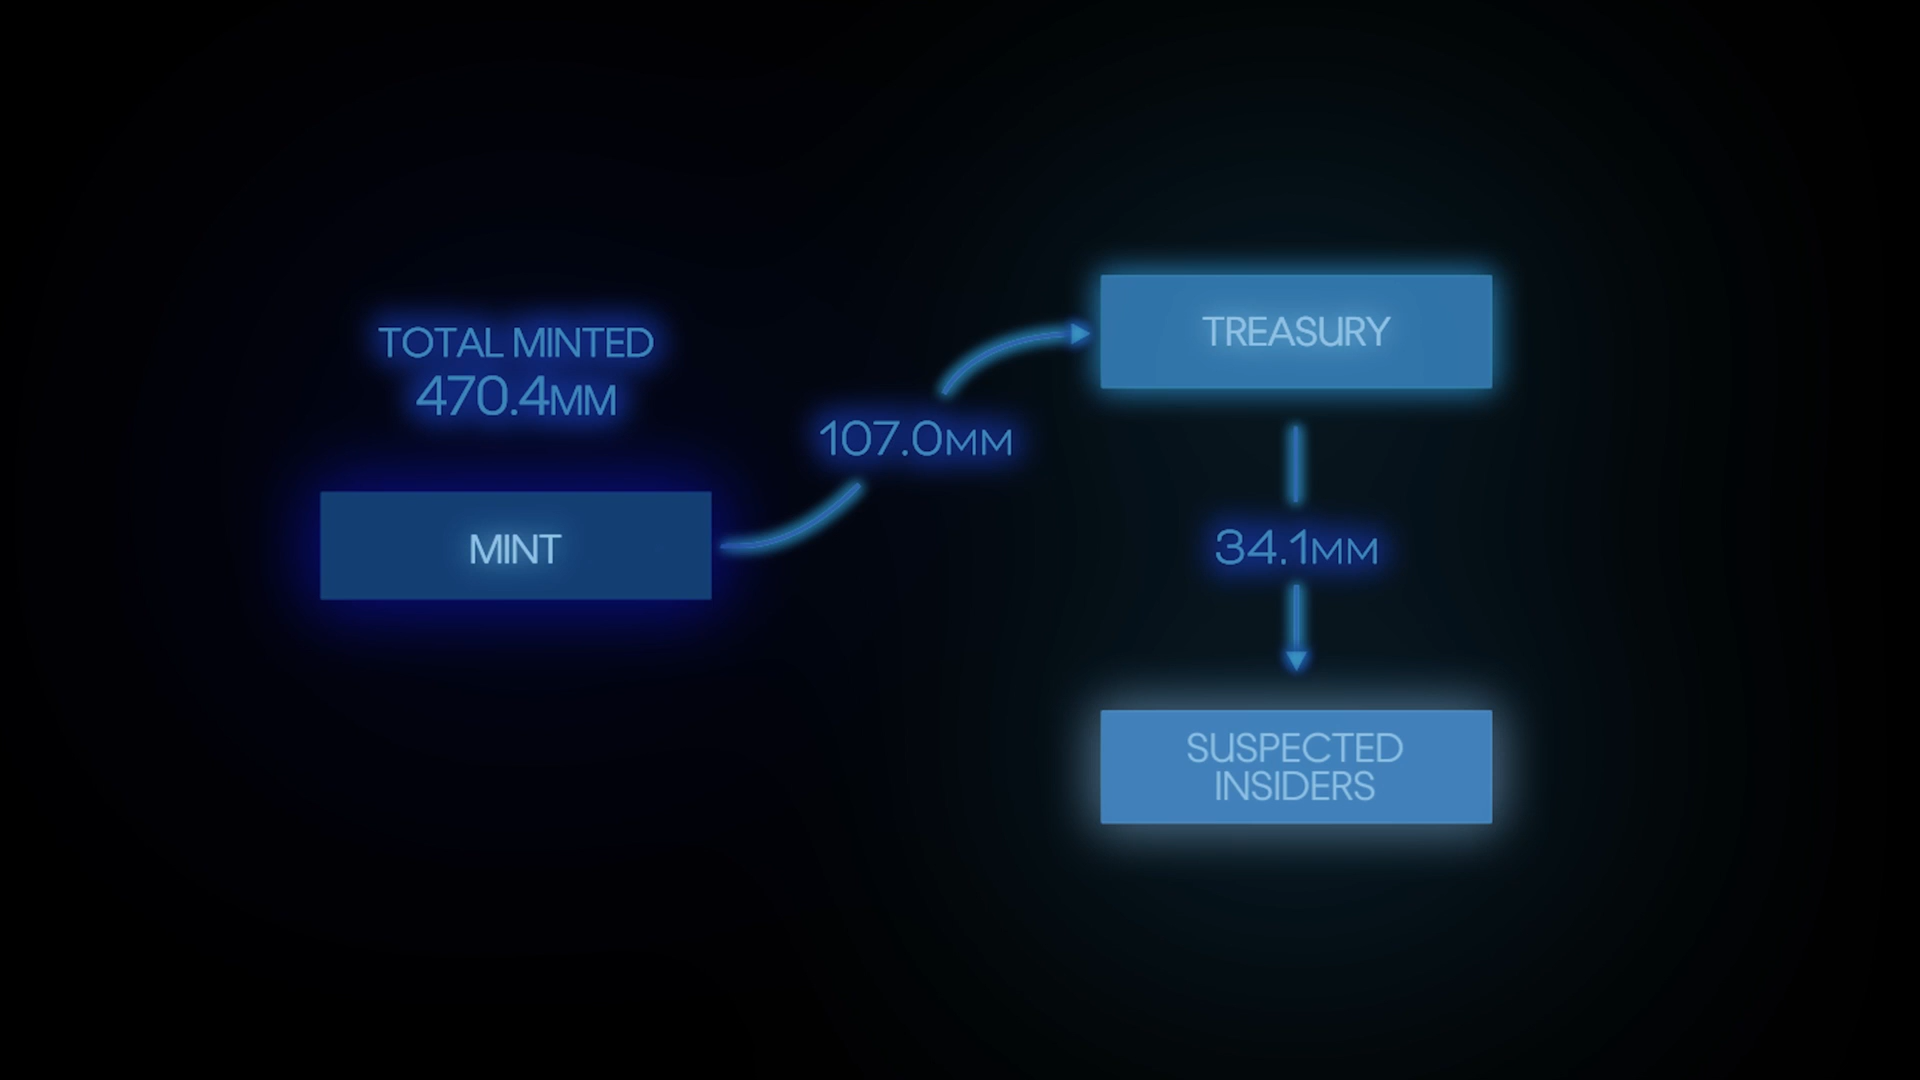 TOTAL MINTED
470.4MM
MINT
107.0MM
TREASURY
34.1MM
SUSPECTED
INSIDERS